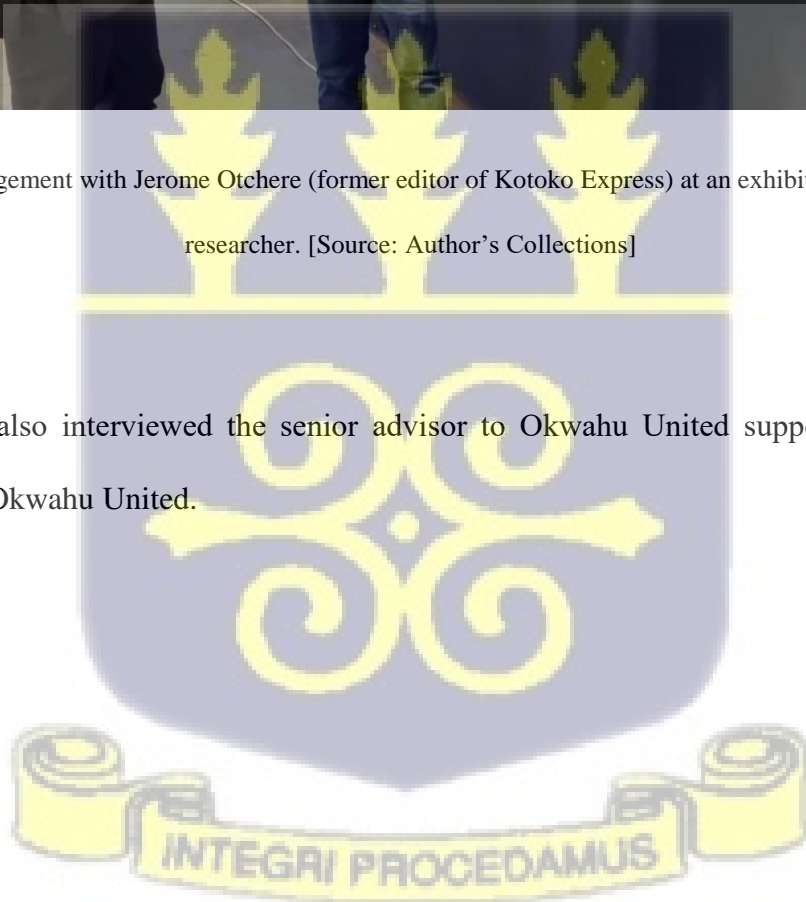 gement with Jerome Otchere (former editor of Kotoko Express) at an exhibit
researcher. [Source: Author’s Collections]
also interviewed the senior advisor to Okwahu United supp
Okwahu United.
INTEGRI PROCEDAMUS